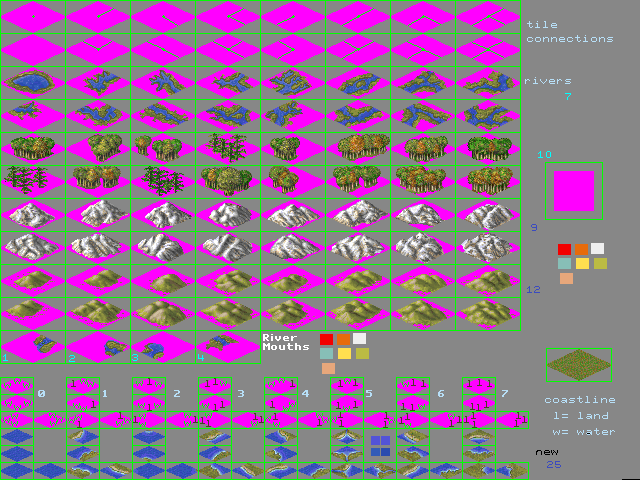 tile
connections
rivers
7
10
9
12
River
Mouths
1 2 3 4
0 1 2 3 4 5 6 7
coastline
l= land
w= water
new
25